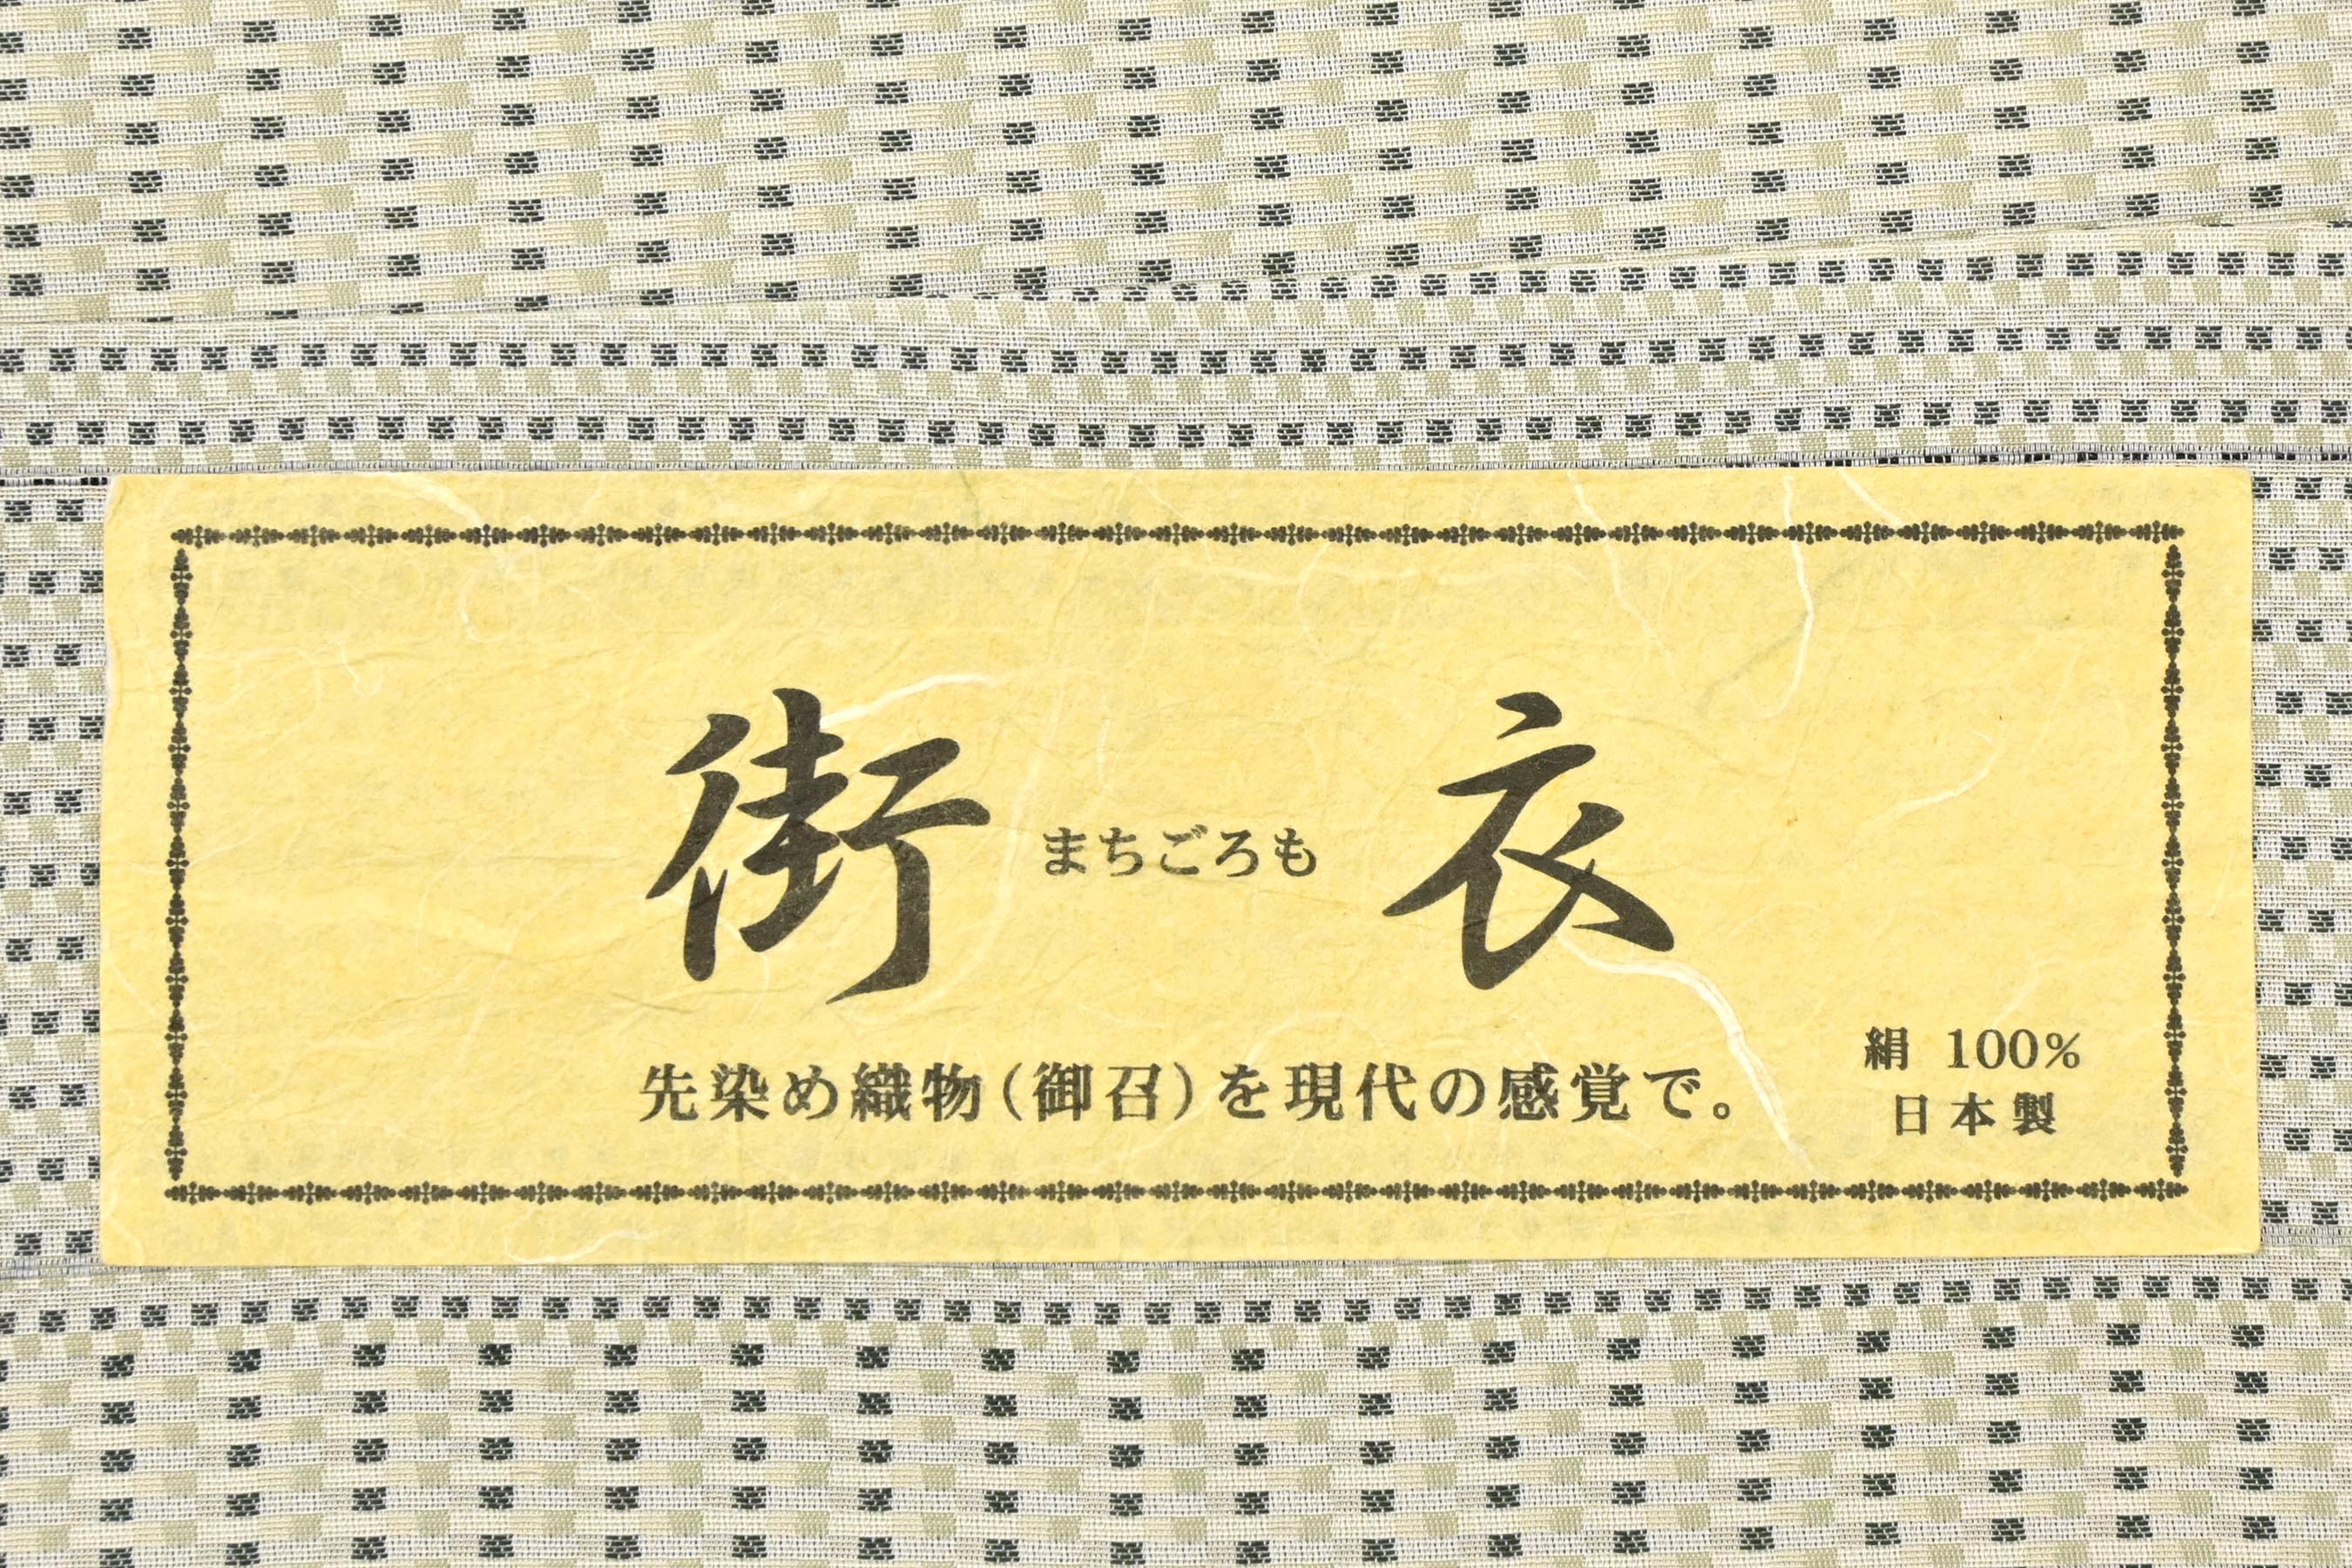 街 まちごろも 衣
先染め織物(御召)を現代の感覚で。
絹 100%
日本製